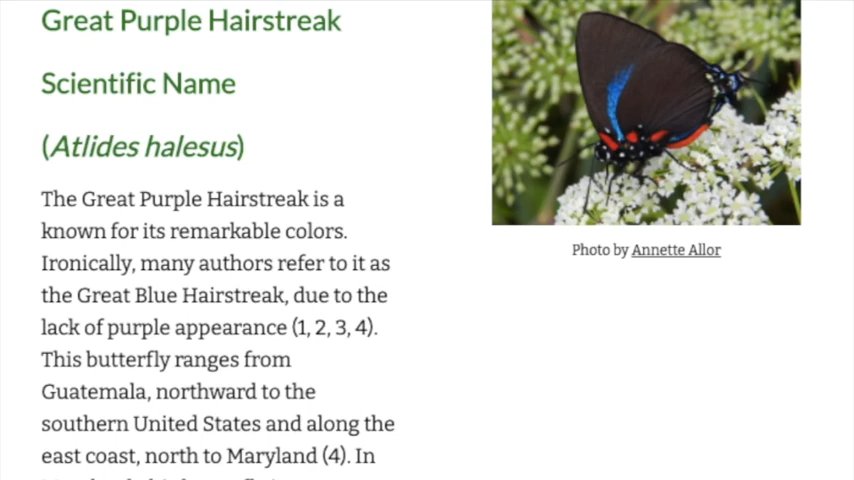 Great Purple Hairstreak
Scientific Name
(Atlides halesus)
The Great Purple Hairstreak is a
known for its remarkable colors.
Ironically, many authors refer to it as
the Great Blue Hairstreak, due to the
lack of purple appearance (1, 2, 3, 4).
This butterfly ranges from
Guatemala, northward to the
southern United States and along the
east coast, north to Maryland (4). In
Photo by Annette Allor